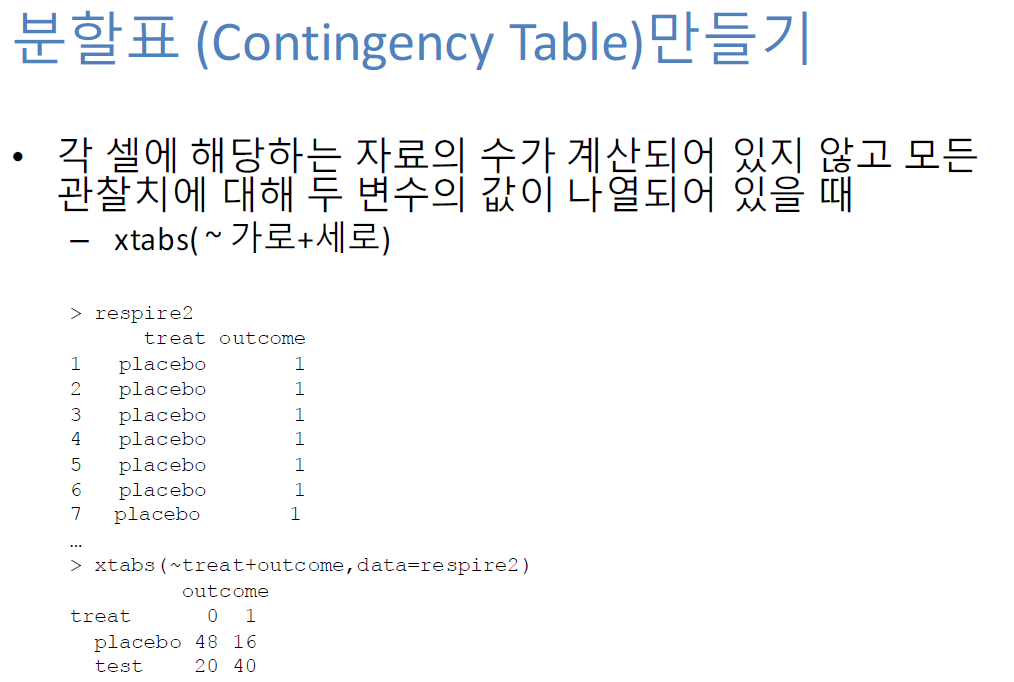 분할표 (Contingency Table)만들기
• 각 셀에 해당하는 자료의 수가 계산되어 있지 않고 모든
관찰치에 대해 두 변수의 값이 나열되어 있을 때
– xtabs( ~ 가로+세로)
> respire2
treat outcome
1 placebo 1
2 placebo 1
3 placebo 1
4 placebo 1
5 placebo 1
6 placebo 1
7 placebo 1
…
> xtabs(~treat+outcome,data=respire2)
outcome
treat 0 1
placebo 48 16
test 20 40